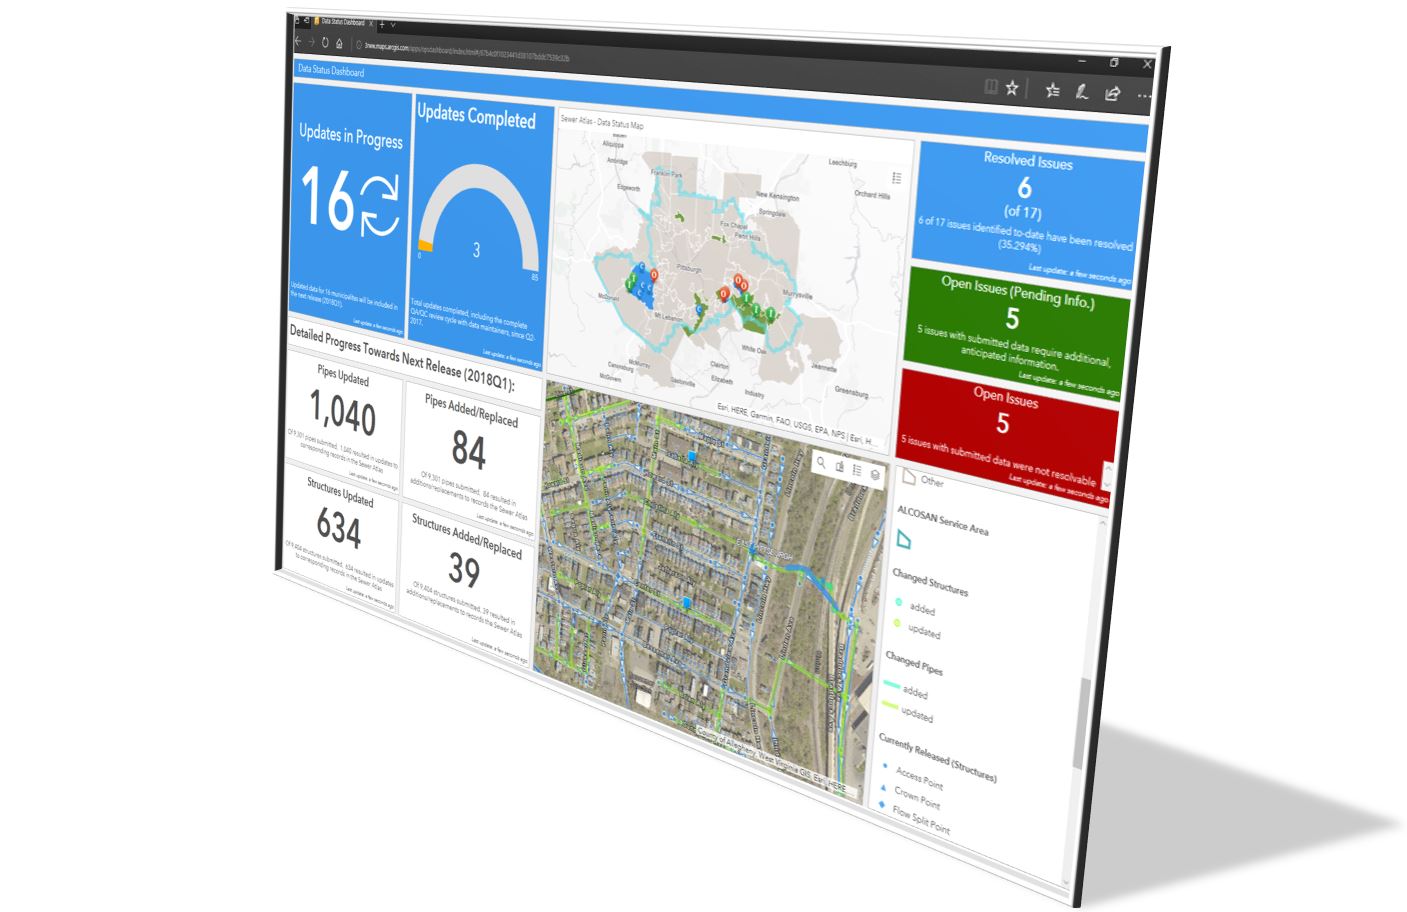 Data Status Dashboard
3rww.maps.arcgis.com/apps/opsdashboard/index.html#/
Data Status Dashboard
Updates in Progress
16
Updated data for 16 municipalities will be included in
the next release (2018Q1)
Last update: a few seconds ago
Updates Completed
3
0
85
Total updates completed, including the complete
QA/QC review cycle with data maintainers, since Q2-
2017.
Last update: a few seconds ago
Detailed Progress Towards Next Release (2018Q1):
Pipes Updated
1,040
Of 9,301 pipes submitted, 1,040 resulted in updates to
corresponding records in the Sewer Atlas
Last update: a few seconds ago
Pipes Added/Replaced
84
Of 9,301 pipes submitted, 84 resulted in
additions/replacements to records the Sewer Atlas
Last update: a few seconds ago
Structures Updated
634
Of 9,404 structures submitted, 634 resulted in updates
to corresponding records in the Sewer Atlas
Last update: a few seconds ago
Structures Added/Replaced
39
Of 9,404 structures submitted, 39 resulted in
additions/replacements to records the Sewer Atlas
Last update: a few seconds ago
Sewer Atlas - Data Status Map
Aliquippa
Ambridge
Leechburg
Franklin Park
Edgeworth
New Kensington
Orchard Hills
Springdale
Fox Chapel
Penn Hills
Pittsburgh
McDonald
Murrysville
Mt Lebanon
White Oak
McMurray
Clairton
Jeannette
Canonsburg
McGovern
Gastonville
Elizabeth
Greensburg
Industry
Esri, HERE, Garmin, FAO, USGS, EPA, NPS | Esri, H...
EAST PITTSBURGH
County of Allegheny, West Virginia GIS, Esri, HERE...
Resolved Issues
6
(of 17)
6 of 17 issues identified to-date have been resolved
(35.294%)
Last update: a few seconds ago
Open Issues (Pending Info.)
5
5 issues with submitted data require additional,
anticipated information.
Last update: a few seconds ago
Open Issues
5
5 issues with submitted data were not resolvable
Last update: a few seconds ago
Other
ALCOSAN Service Area
Changed Structures
added
updated
Changed Pipes
added
updated
Currently Released (Structures)
Access Point
Crown Point
Flow Split Point